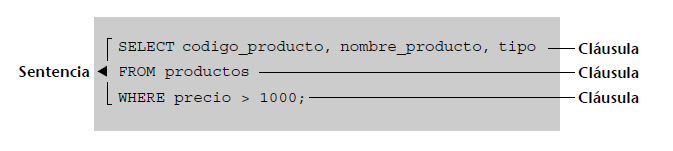 SELECT codigo_producto, nombre_producto, tipo Cláusula
Sentencia FROM productos Cláusula
WHERE precio > 1000; Cláusula